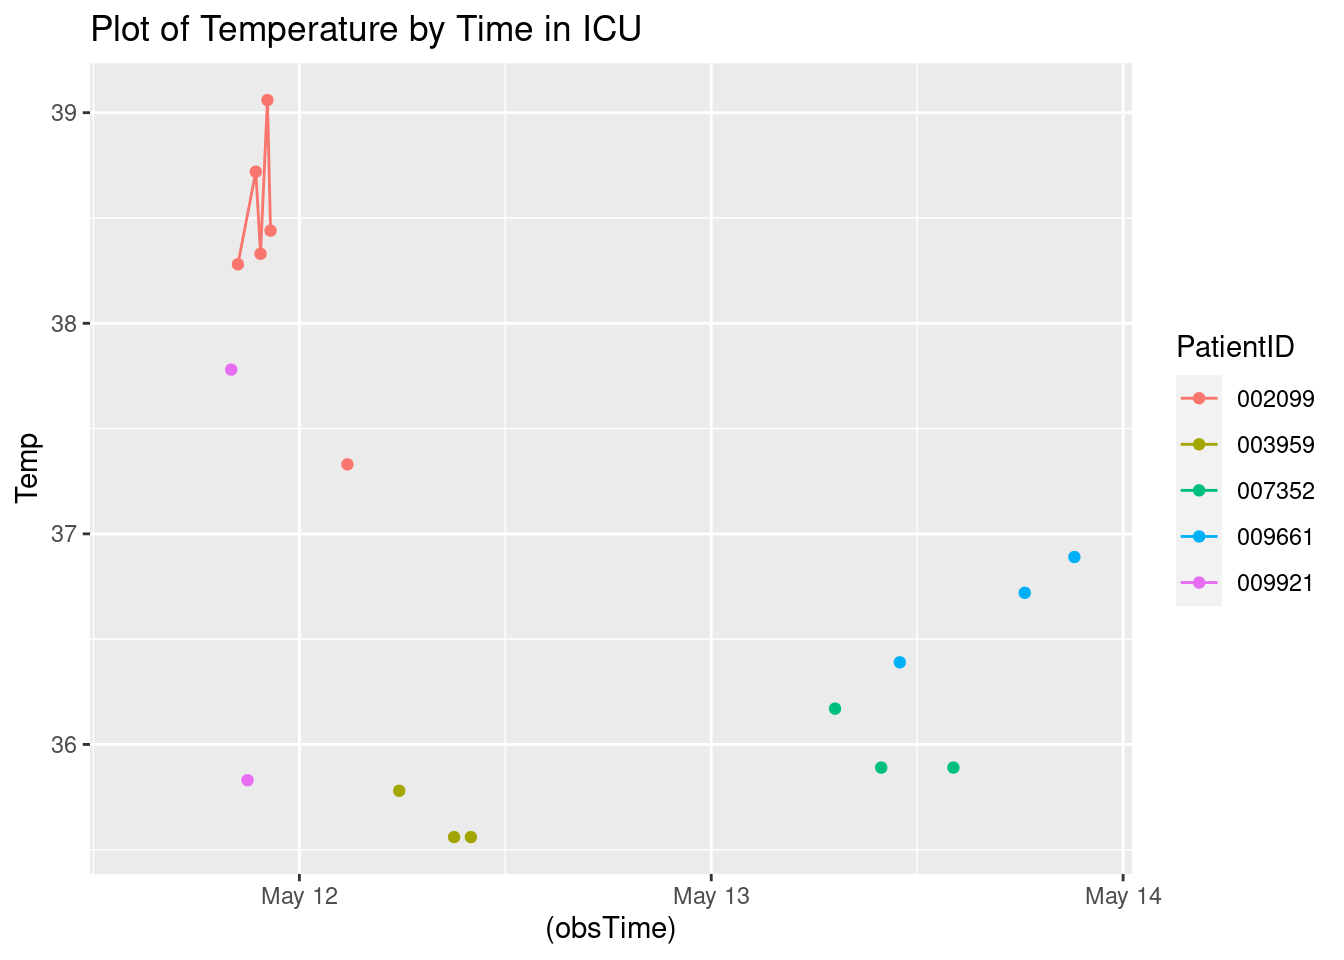 Plot of Temperature by Time in ICU
39
38
37
36
Temp
May 12
May 13
May 14
(obsTime)
PatientID
002099
003959
007352
009661
009921